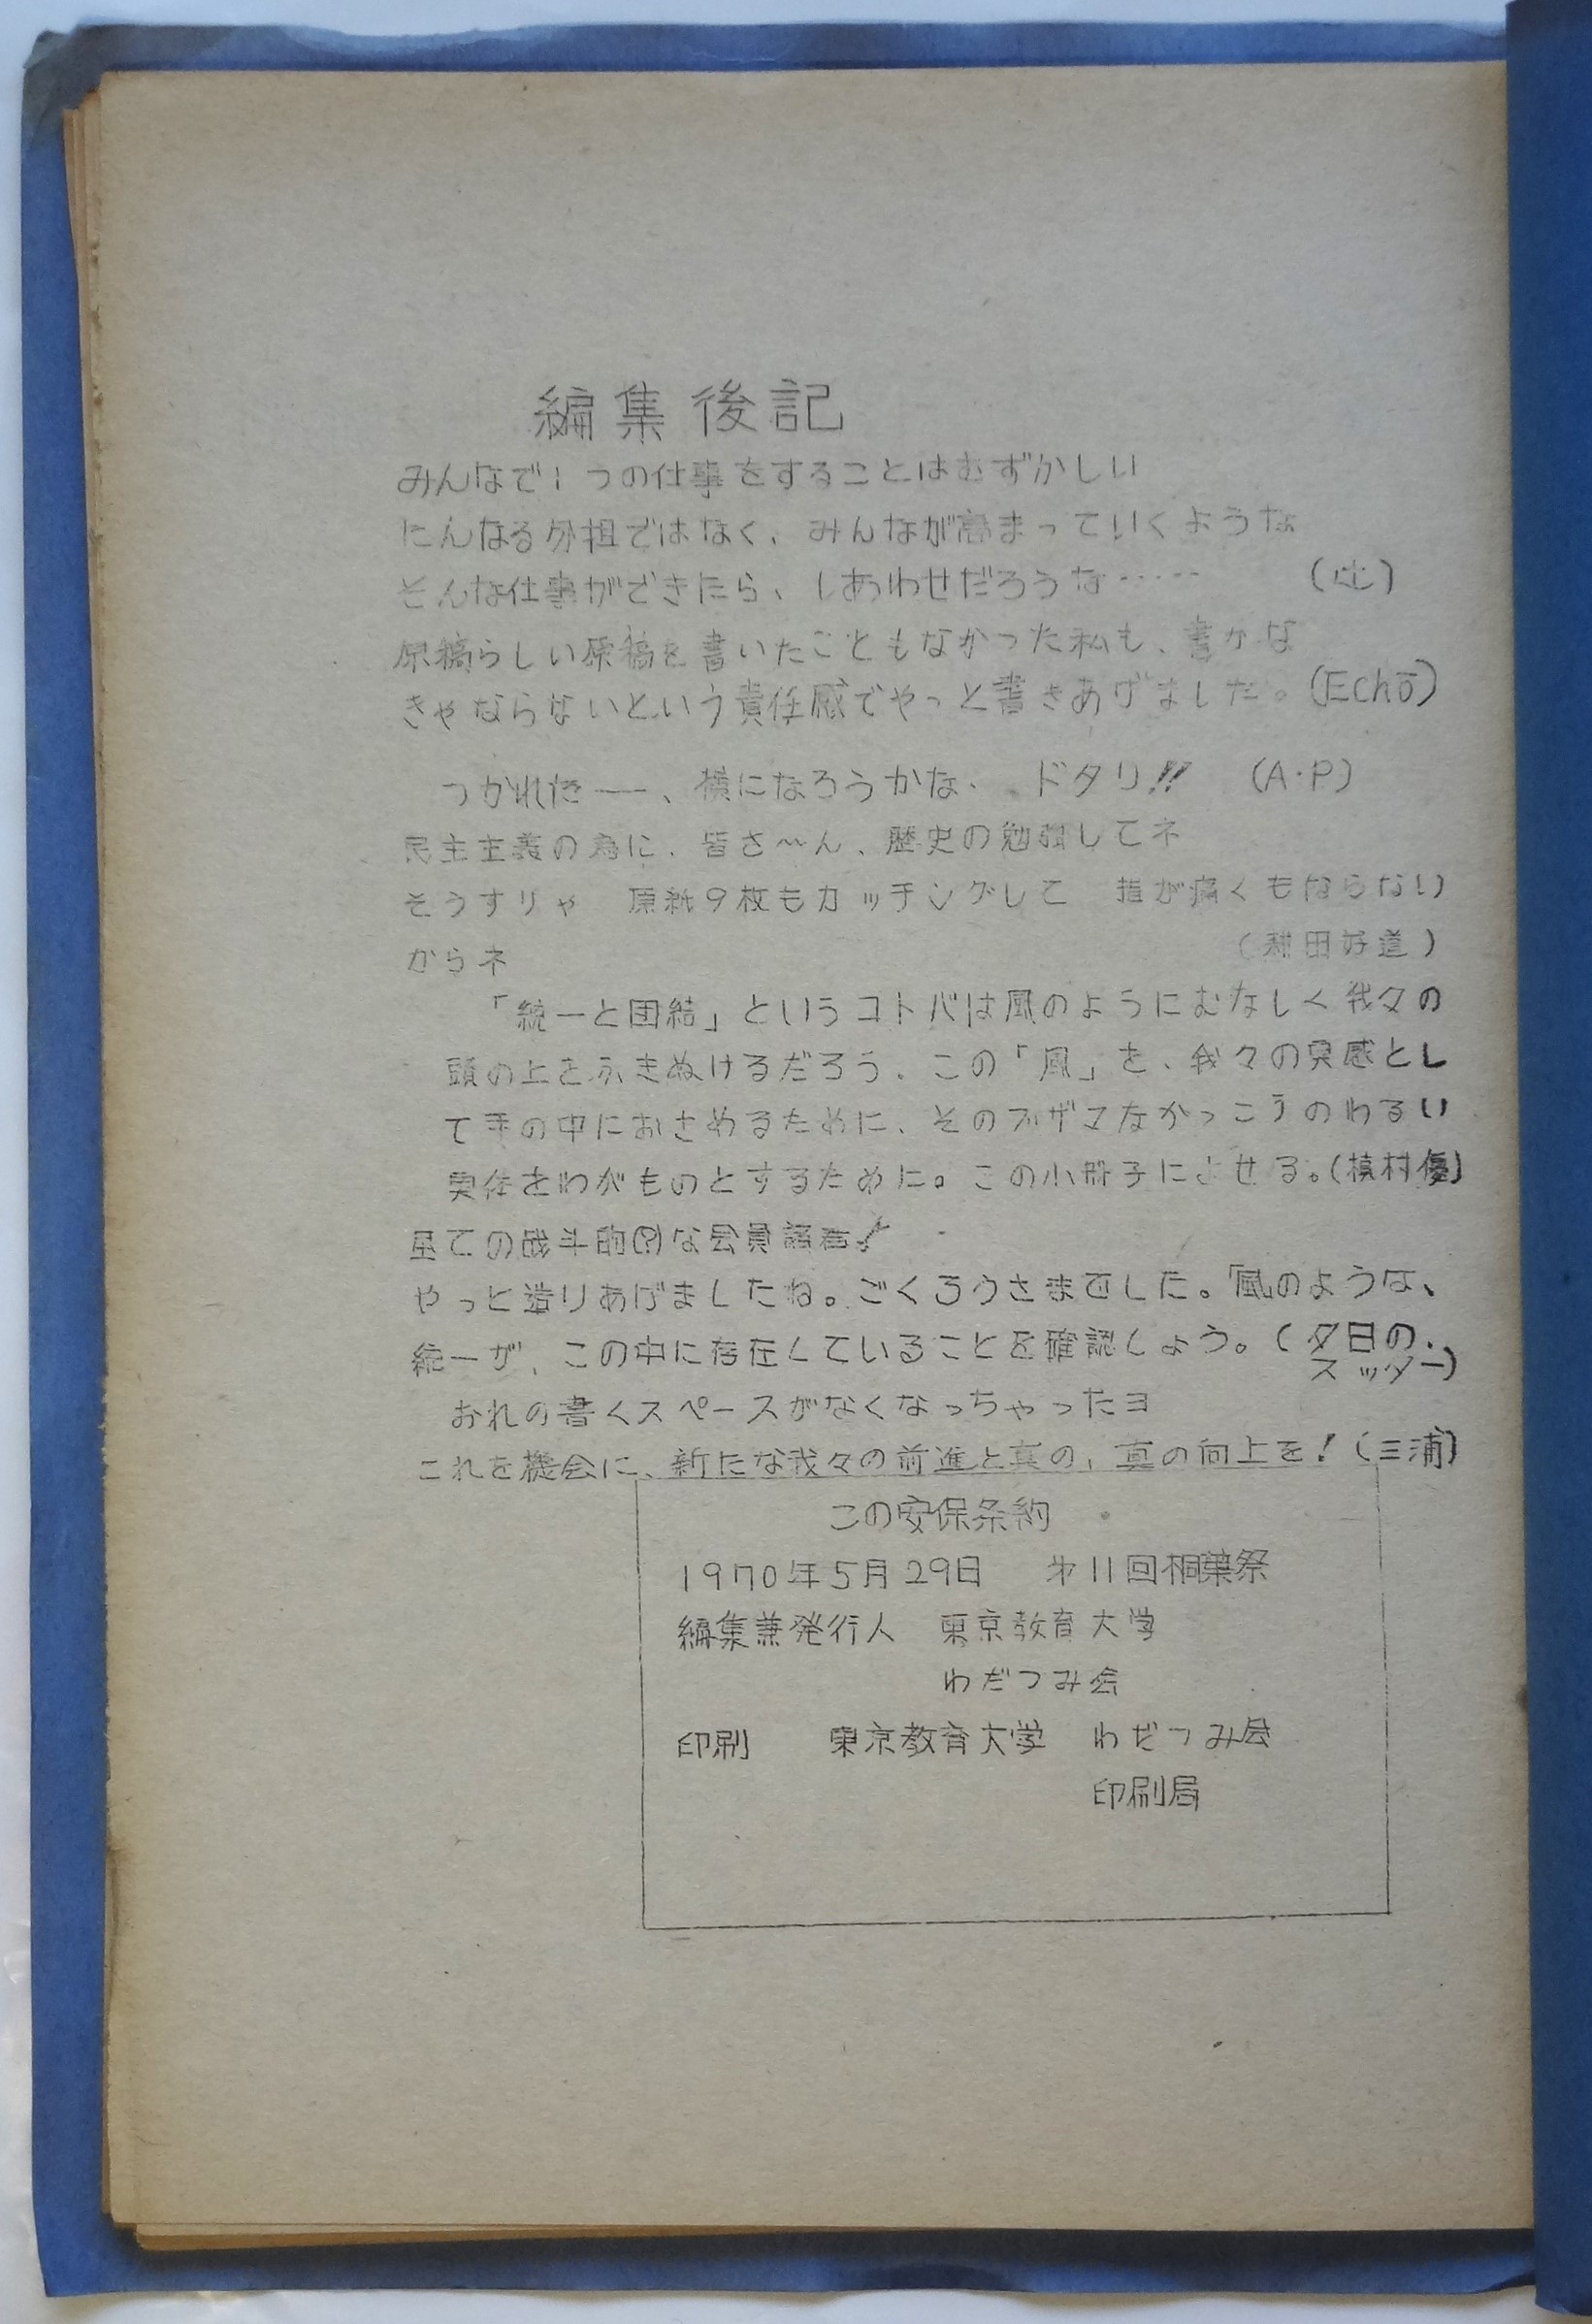 編集後記
みんなで1つの仕事をすることはむずかしい
たんなる分担ではなく、みんなが高まっていくような
そんな仕事ができたら、しあわせだろうな……
原稿らしい原稿を書いたこともなかった私も、書かな
きゃならないという責任感でやっと書きあげました。(Echō)
つかれた——、横になろうかな、ドタリ!! (A・P)
民主主義の為に、皆さ〜ん、歴史の勉強してネ
そうすりゃ 原紙9枚もカッチングして 指が痛くもならない
からネ (田好道)
「統一と団結」というコトバは風のようにむなしく我々の
頭の上をふきぬけるだろう。この「風」を、我々の実感とし
て手の中におさめるために、そのブザマなかっこうのわるい
実体をわがものとするために。この小冊子によせる。(槙村優)
全ての战斗的(?)な会員諸君!
やっと造りあげましたね。ごくろうさまでした。風のような、
統一が、この中に存在していることを確認しょう。(夕日の
スッダー)
おれの書くスペースがなくなっちゃったヨ
これを機会に、新たな我々の前進と真の、真の向上を!(三浦)
この安保条約
1970年5月29日 第11回桐葉祭
編集兼発行人 東京教育大学
わだつみ会
印刷 東京教育大学 わだつみ会
印刷局